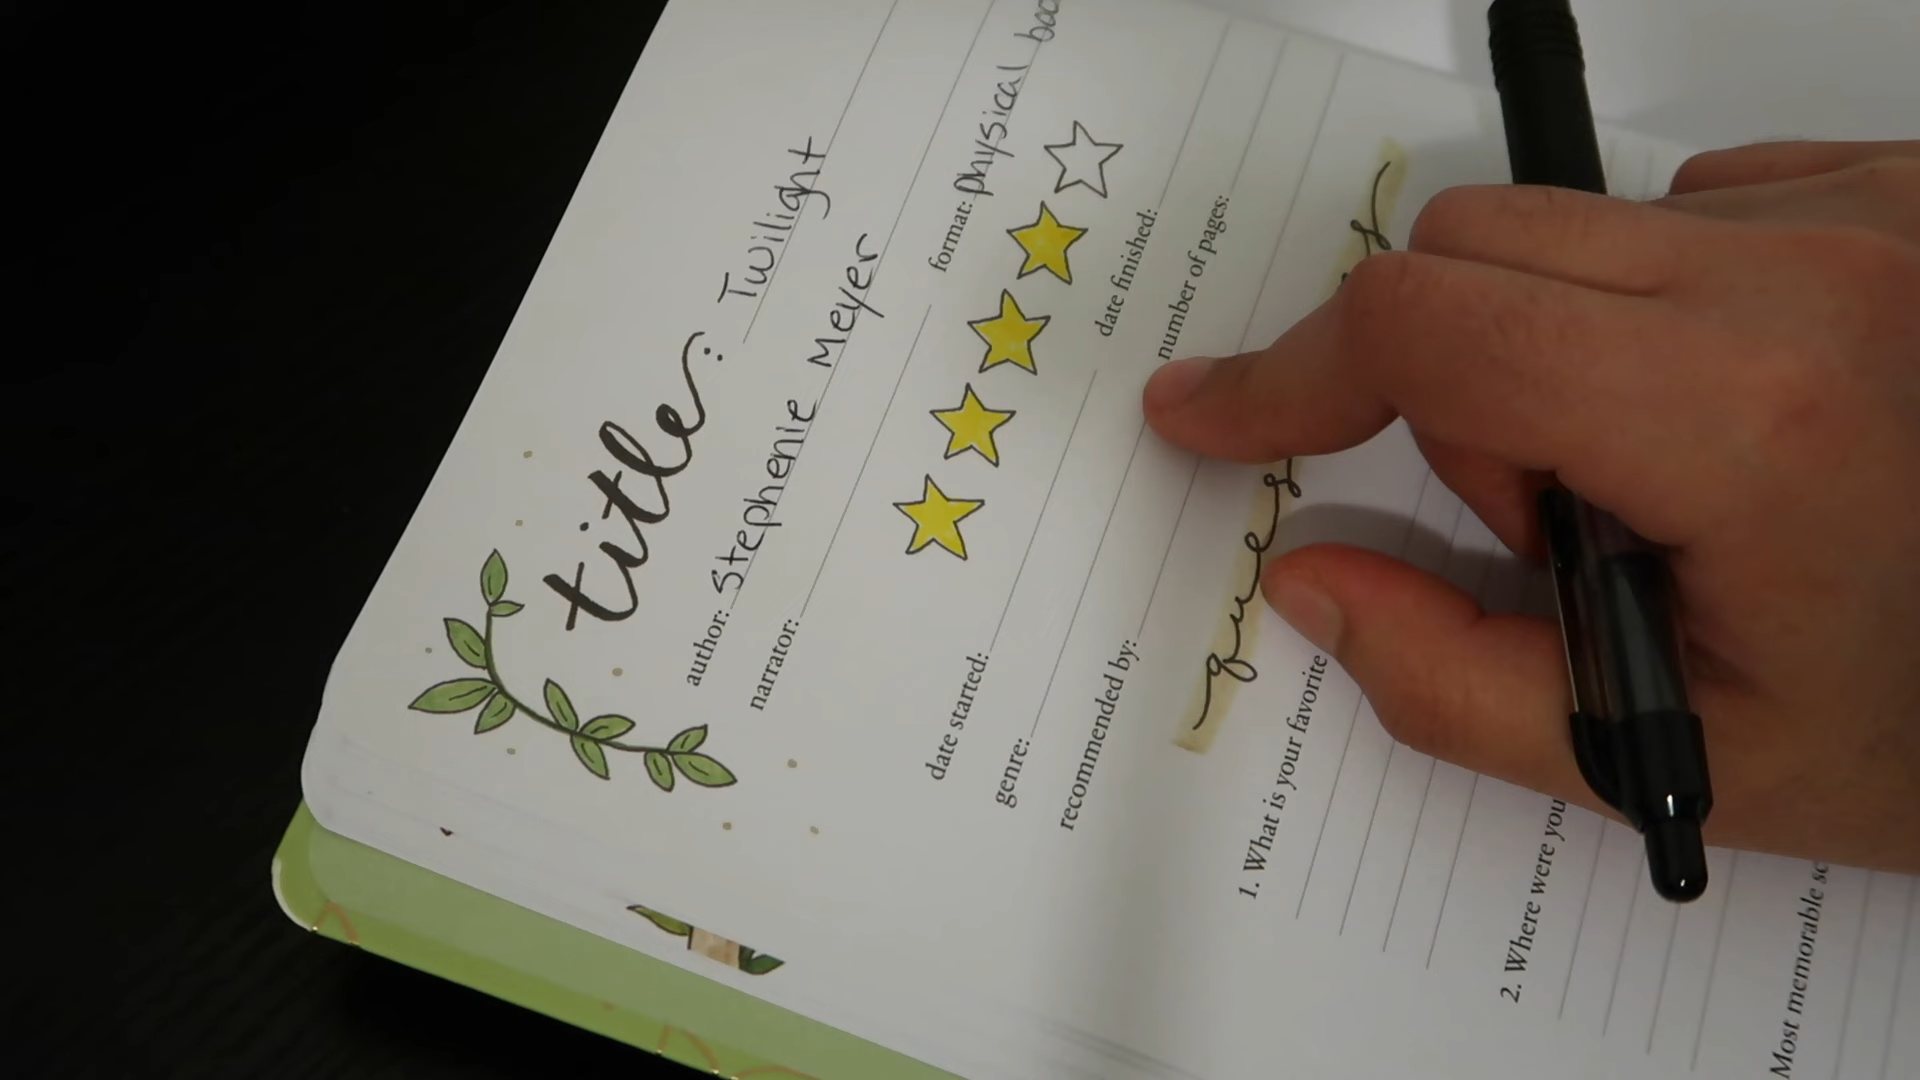 title: Twilight
author: Stephenie Meyer
narrator: format: physical
date started: date finished:
genre: number of pages:
recommended by:
1. What is your favorite
2. Where were you
Most memorable